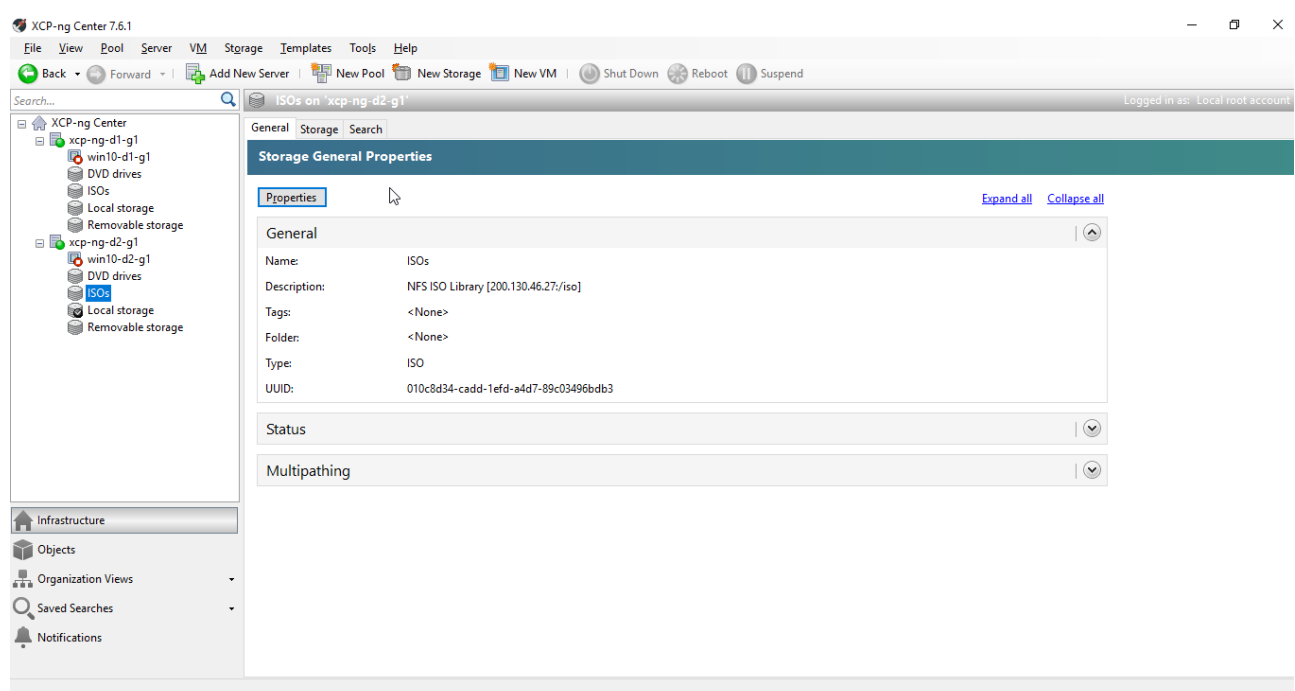 XCP-ng Center 7.6.1
File View Pool Server VM Storage Templates Tools Help
Back Forward Add New Server New Pool New Storage New VM Shut Down Reboot Suspend
Search...
ISOs on 'xcp-ng-d2-g1'
Logged in as: Local root account
XCP-ng Center
xcp-ng-d1-g1
win10-d1-g1
DVD drives
ISOs
Local storage
Removable storage
xcp-ng-d2-g1
win10-d2-g1
DVD drives
ISOs
Local storage
Removable storage
Infrastructure
Objects
Organization Views
Saved Searches
Notifications
General Storage Search
Storage General Properties
Properties
Expand all Collapse all
General
Name: ISOs
Description: NFS ISO Library [200.130.46.27:/iso]
Tags: <None>
Folder: <None>
Type: ISO
UUID: 010c8d34-cadd-1efd-a4d7-89c03496bdb3
Status
Multipathing